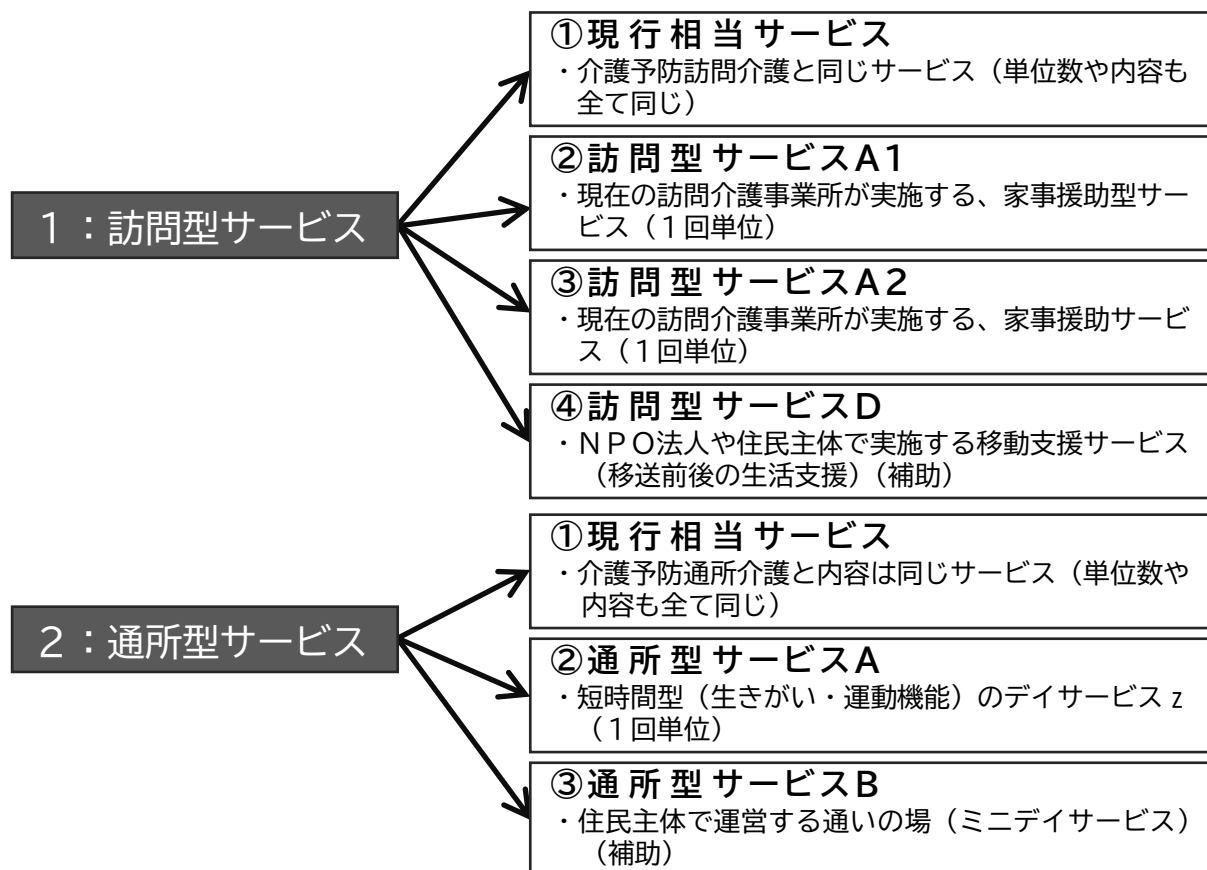 1：訪問型サービス
①現行相当サービス
・介護予防訪問介護と同じサービス（単位数や内容も
全て同じ）
②訪問型サービスA1
・現在の訪問介護事業所が実施する、家事援助型サー
ビス（１回単位）
③訪問型サービスA2
・現在の訪問介護事業所が実施する、家事援助サービ
ス（１回単位）
④訪問型サービスD
・ＮＰＯ法人や住民主体で実施する移動支援サービス
（移送前後の生活支援）（補助）
2：通所型サービス
①現行相当サービス
・介護予防通所介護と内容は同じサービス（単位数や
内容も全て同じ）
②通所型サービスA
・短時間型（生きがい・運動機能）のデイサービスｚ
（１回単位）
③通所型サービスB
・住民主体で運営する通いの場（ミニデイサービス）
（補助）